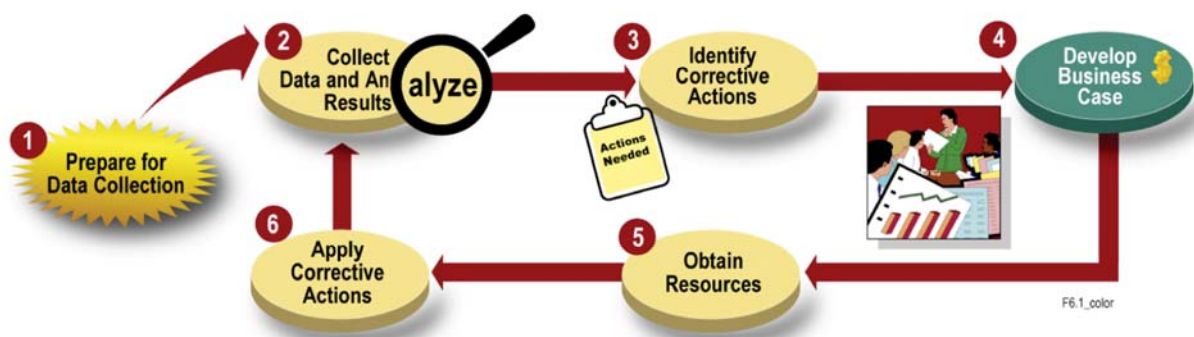 1
Prepare for
Data Collection
2
Collect
Data and An alyze
Results
3
Identify
Corrective
Actions
Actions
Needed
4
Develop
Business
Case
$
5
Obtain
Resources
6
Apply
Corrective
Actions
F6.1_color